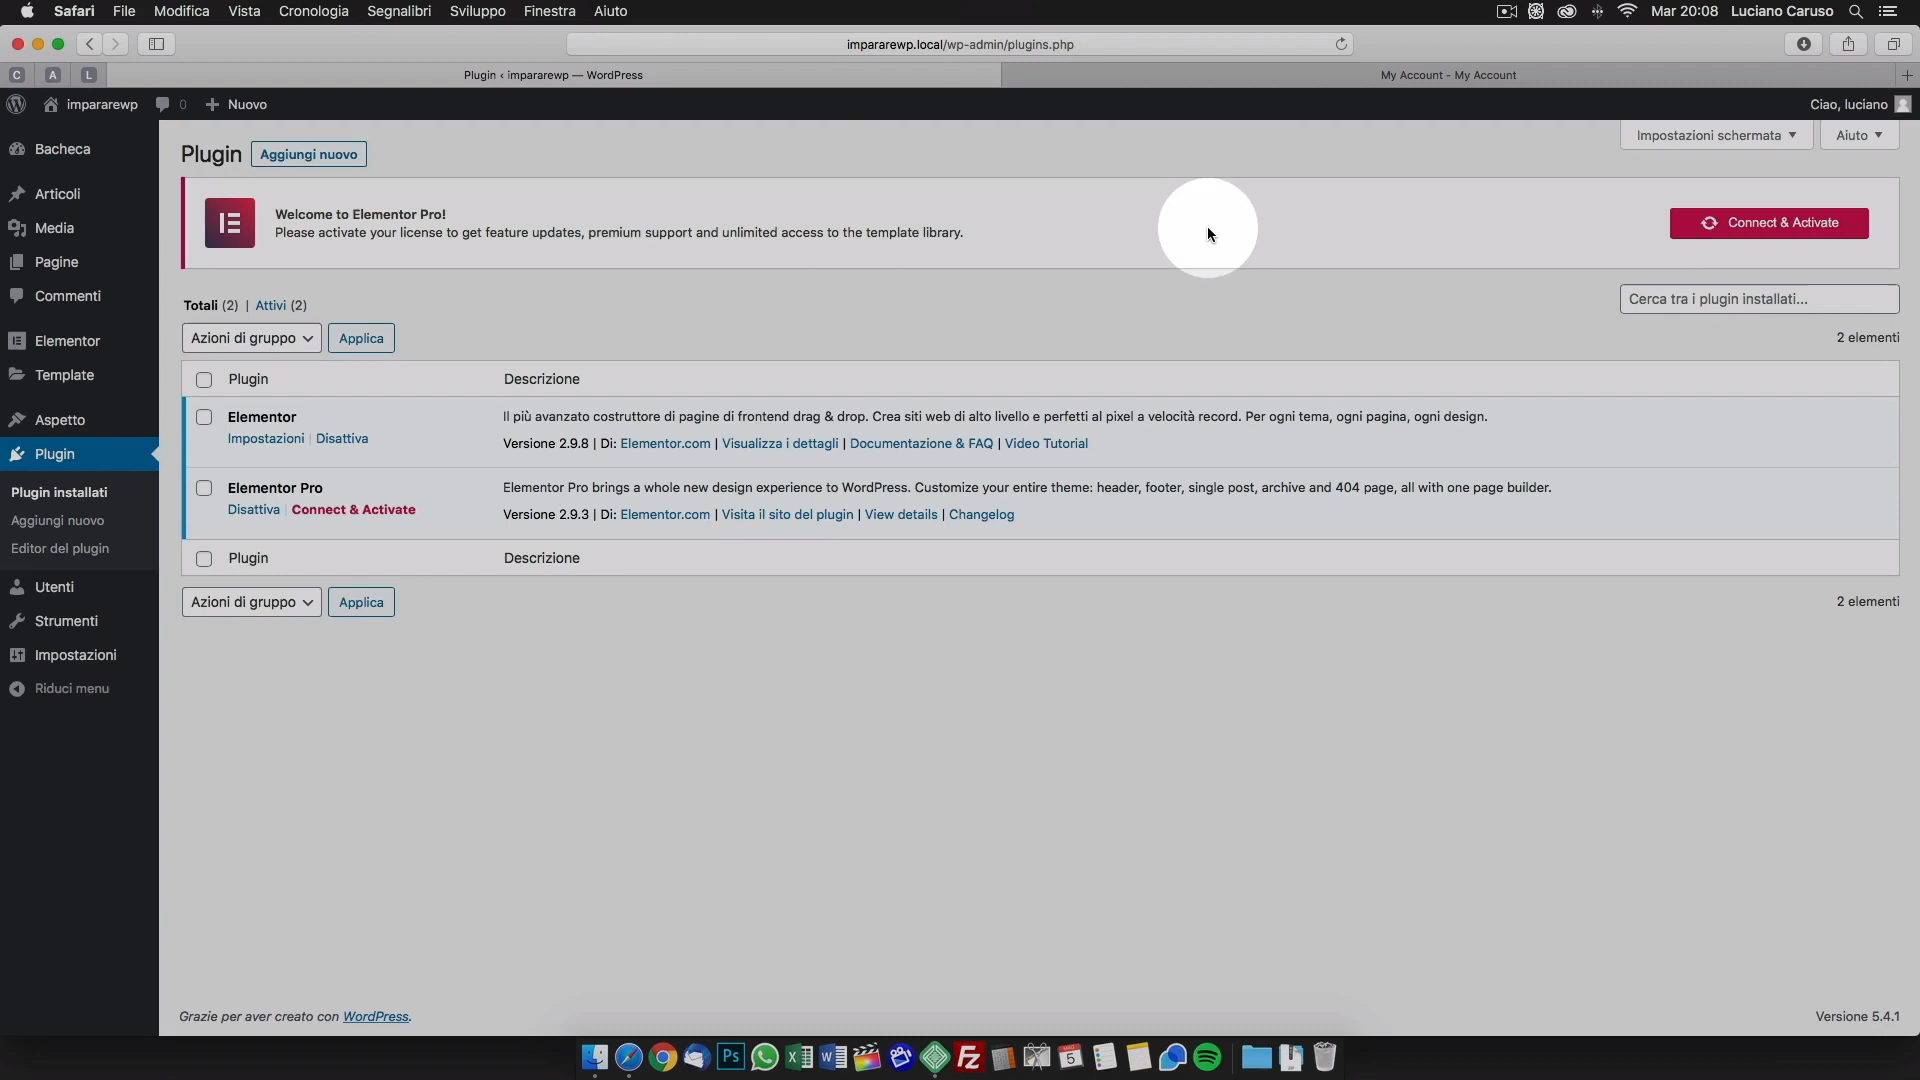 Safari File Modifica Vista Cronologia Segnalibri Sviluppo Finestra Aiuto Mar 20:08 Luciano Caruso
impararewp.local/wp-admin/plugins.php
C A L Plugin ‹ impararewp — WordPress My Account - My Account
impararewp 0 Nuovo Ciao, luciano
Bacheca
Articoli
Media
Pagine
Commenti
Elementor
Template
Aspetto
Plugin
Plugin installati
Aggiungi nuovo
Editor del plugin
Utenti
Strumenti
Impostazioni
Riduci menu
Impostazioni schermata Aiuto
Plugin Aggiungi nuovo
Welcome to Elementor Pro!
Please activate your license to get feature updates, premium support and unlimited access to the template library.
Connect & Activate
Totali (2) | Attivi (2)
Cerca tra i plugin installati...
Azioni di gruppo Applica 2 elementi
Plugin Descrizione
Elementor Il più avanzato costruttore di pagine di frontend drag & drop. Crea siti web di alto livello e perfetti al pixel a velocità record. Per ogni tema, ogni pagina, ogni design.
Impostazioni | Disattiva Versione 2.9.8 | Di: Elementor.com | Visualizza i dettagli | Documentazione & FAQ | Video Tutorial
Elementor Pro Elementor Pro brings a whole new design experience to WordPress. Customize your entire theme: header, footer, single post, archive and 404 page, all with one page builder.
Disattiva | Connect & Activate Versione 2.9.3 | Di: Elementor.com | Visita il sito del plugin | View details | Changelog
Plugin Descrizione
Azioni di gruppo Applica 2 elementi
Grazie per aver creato con WordPress. Versione 5.4.1
Ps Fz 5